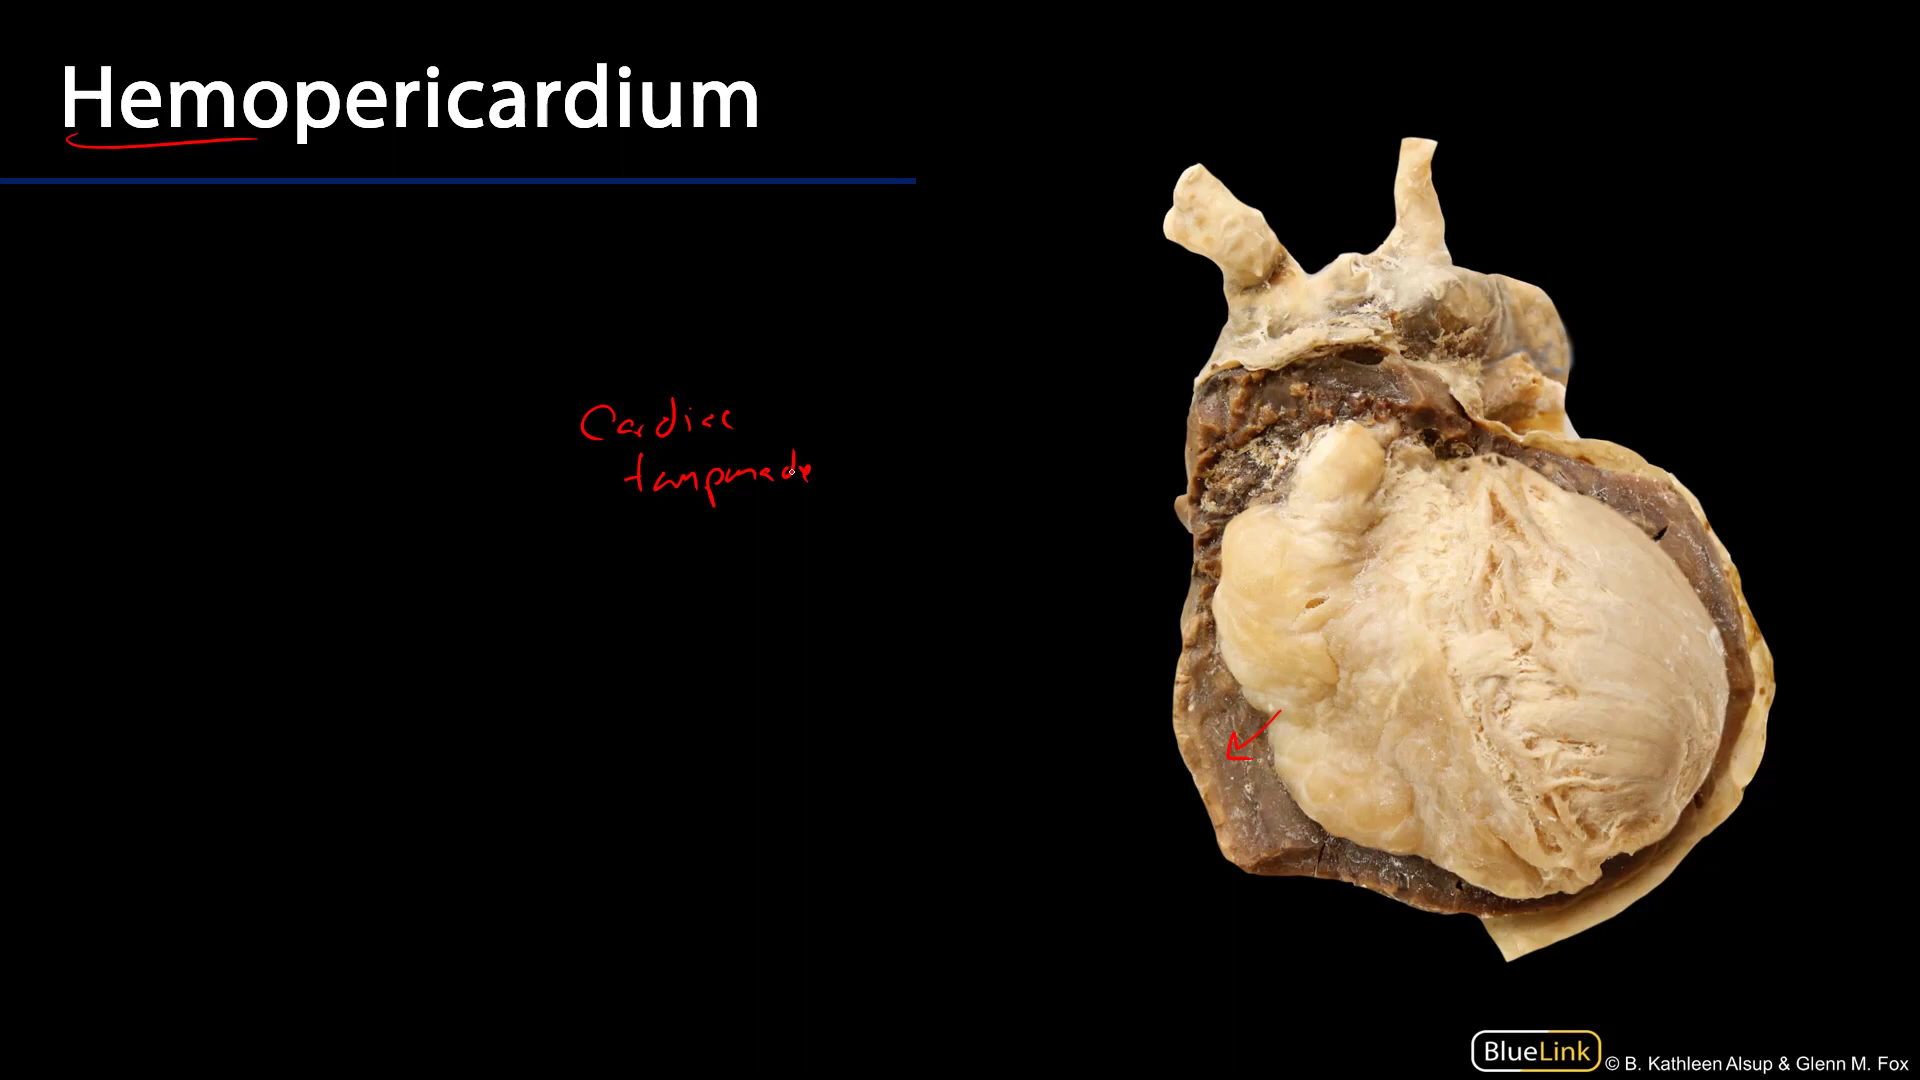 Hemopericardium
Cardiac
tamponade
BlueLink
© B. Kathleen Alsup & Glenn M. Fox